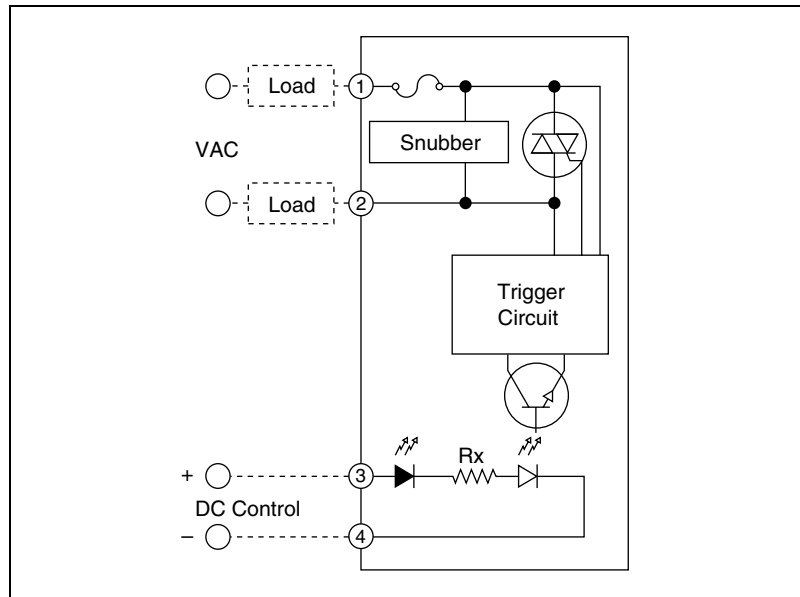 Load
1
VAC
Snubber
Load
2
Trigger
Circuit
Rx
+
3
DC Control
–
4